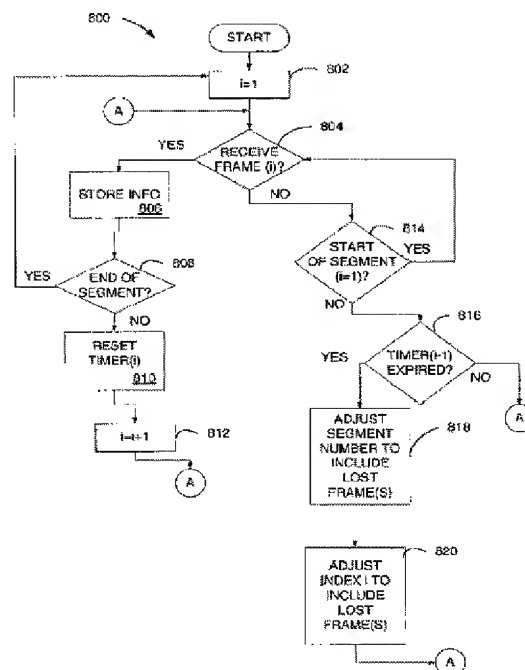 800
START
i=1
802
A
804
YES
RECEIVE
FRAME (i)?
STORE INFO
806
NO
814
START
OF SEGMENT
(i=1)?
YES
808
YES
END OF
SEGMENT?
NO
816
NO
RESET
TIMER(i)
810
YES
TIMER(i-1)
EXPIRED?
NO
A
ADJUST
SEGMENT
NUMBER TO
INCLUDE
LOST
FRAME(S)
818
i=i+1
812
A
820
ADJUST
INDEX i TO
INCLUDE
LOST
FRAME(S)
A